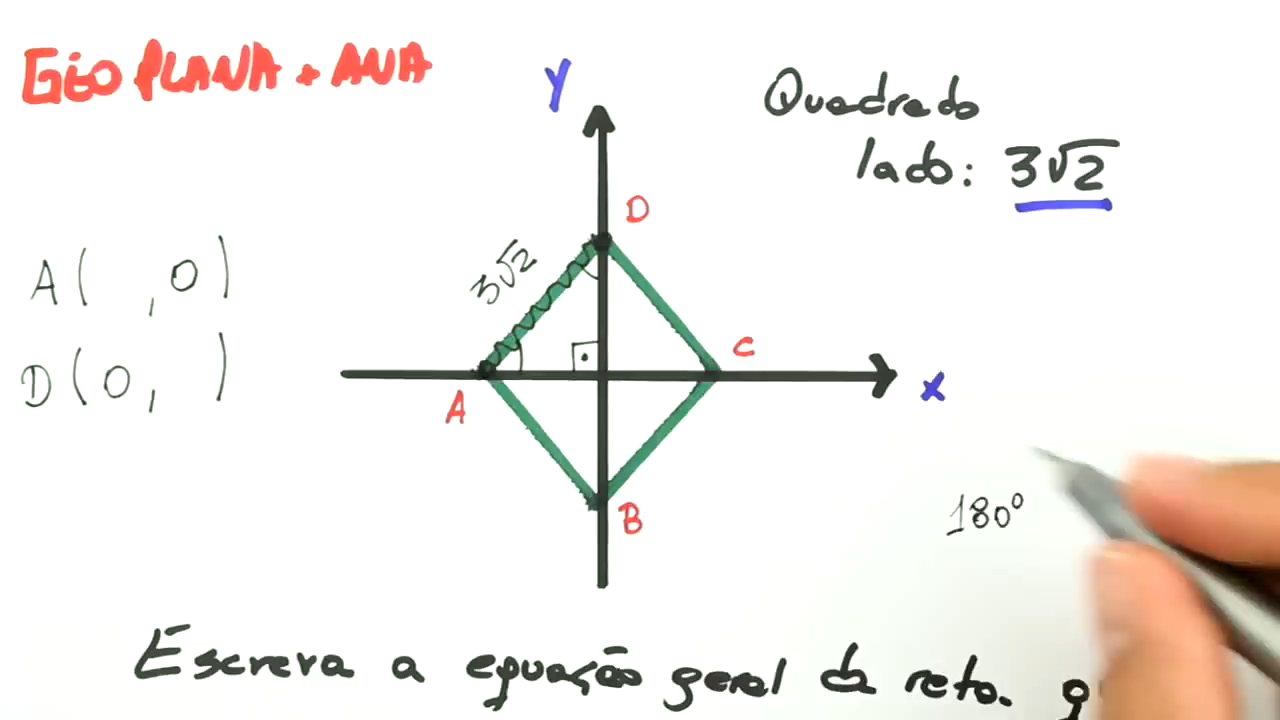 GEO PLANA + ANA
Y
Quadrado
lado: 3√2
D
3√2
A( ,0)
D(0, )
C
A
x
180°
B
Escreva a equação geral da reta.